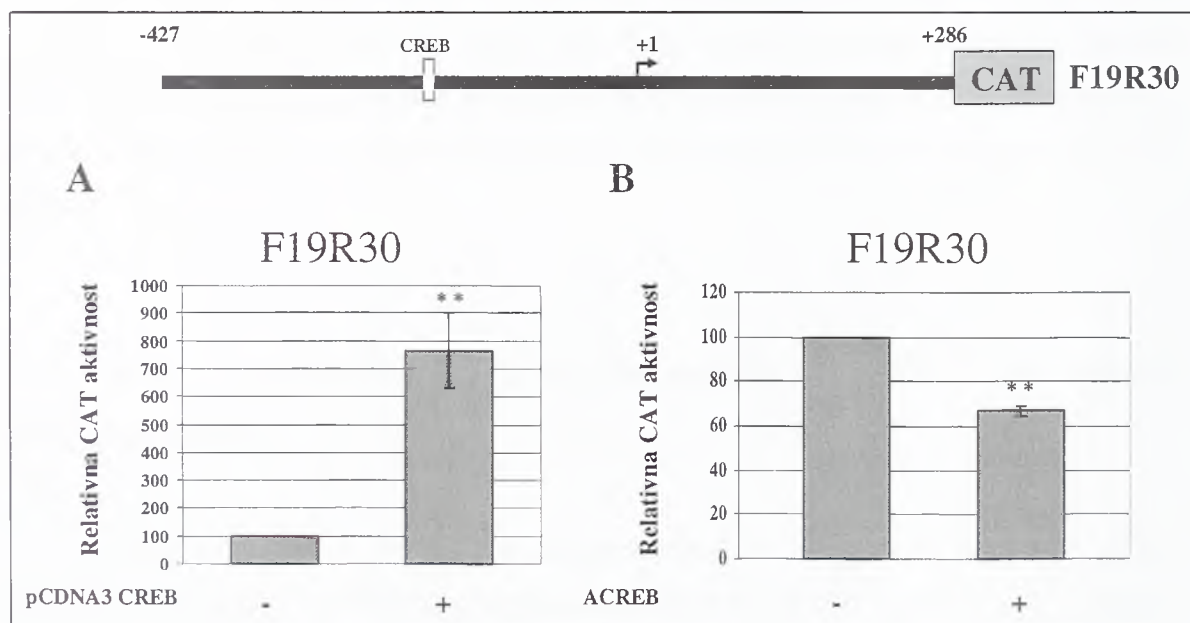 -427 CREB +1 +286
CAT F19R30
A B
F19R30
Relativna CAT aktivnost
1000
900
800
700
600
500
400
300
200
100
0
**
pCDNA3 CREB - +
F19R30
Relativna CAT aktivnost
120
100
80
60
40
20
0
**
ACREB - +